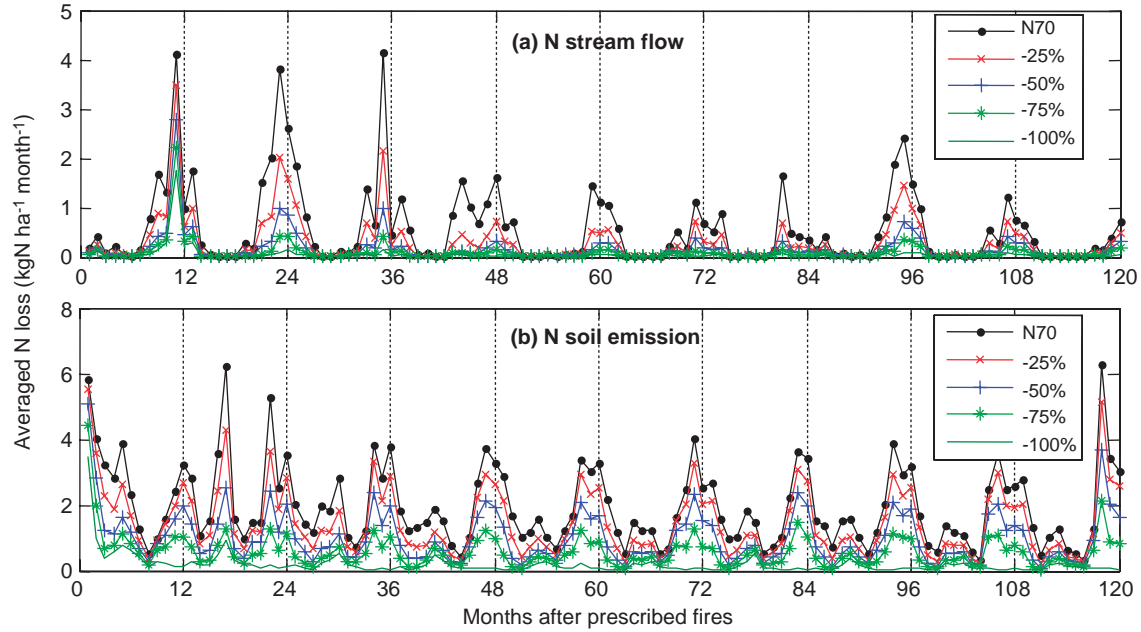 (a) N stream flow
5
4
3
2
1
0
0 12 24 36 48 60 72 84 96 108 120
N70
-25%
-50%
-75%
-100%
Averaged N loss (kgN ha⁻¹ month⁻¹)
(b) N soil emission
8
6
4
2
0
0 12 24 36 48 60 72 84 96 108 120
N70
-25%
-50%
-75%
-100%
Months after prescribed fires